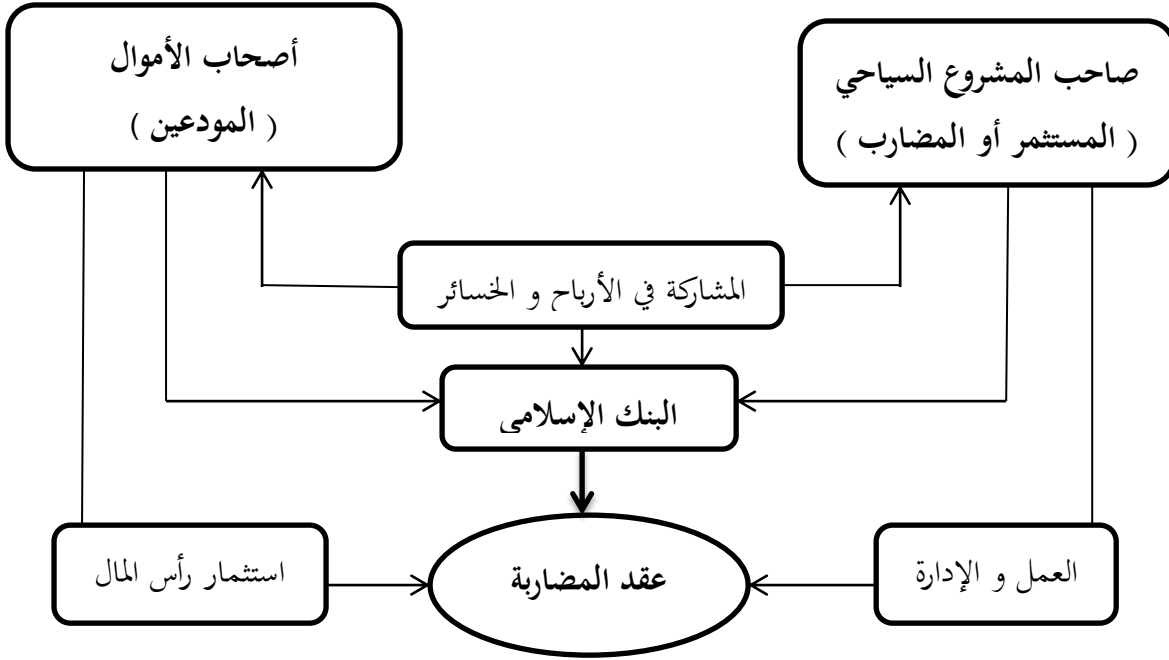 صاحب المشروع السياحي
( المستثمر أو المضارب )
أصحاب الأموال
( المودعين )
المشاركة في الأرباح و الخسائر
البنك الإسلامي
العمل و الإدارة
عقد المضاربة
استثمار رأس المال